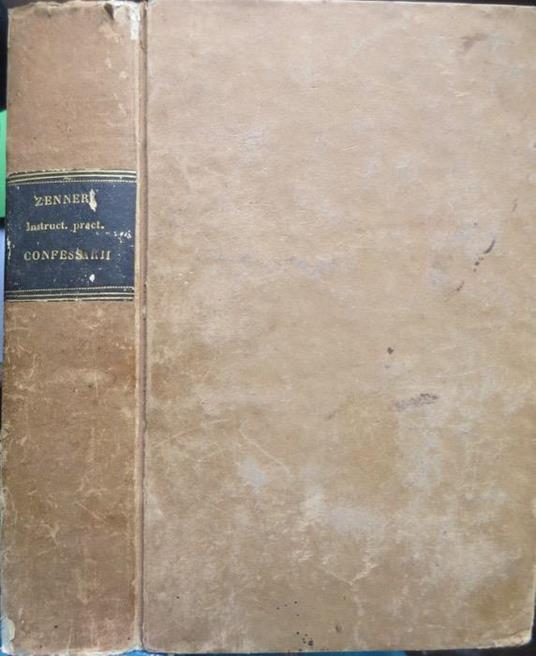 ZENNER
Instruct. pract.
CONFESSARII